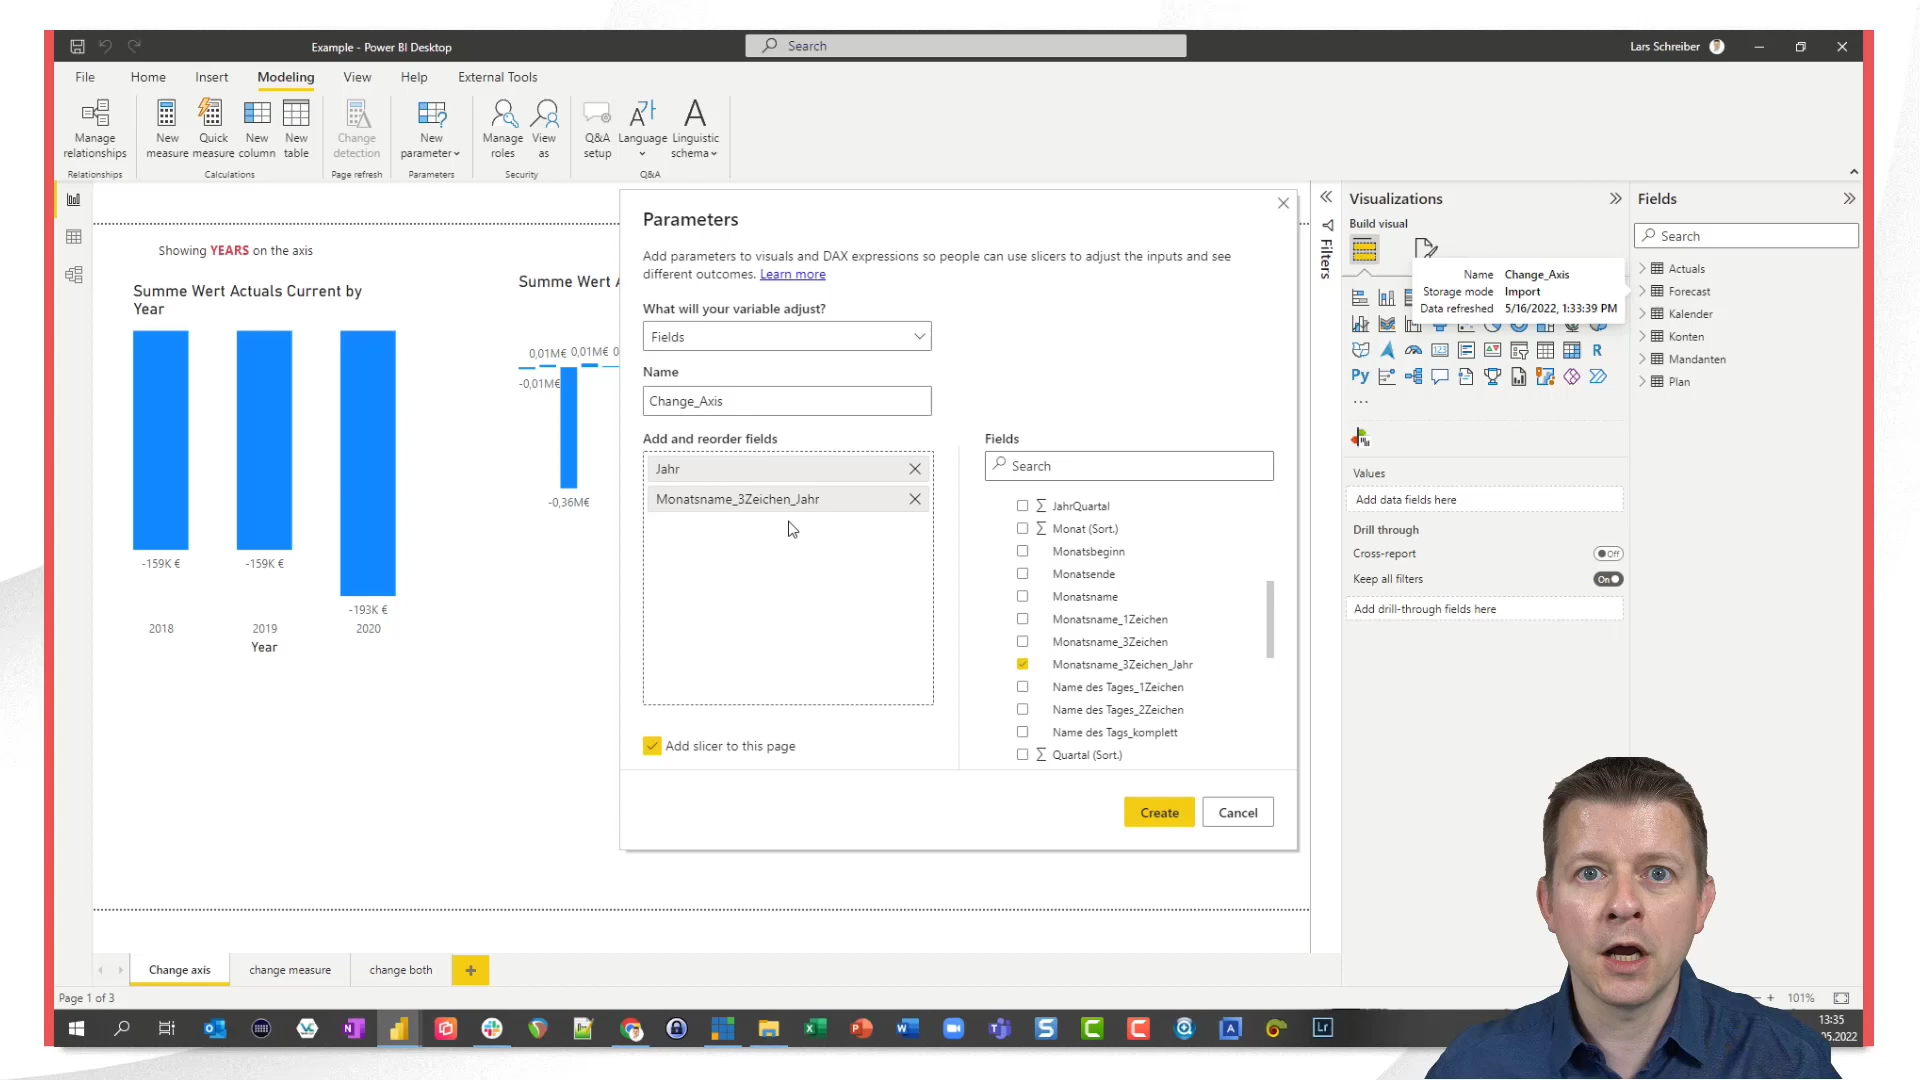 Example - Power BI Desktop
Search
Lars Schreiber
File
Home
Insert
Modeling
View
Help
External Tools
Manage
relationships
New
measure
Quick
measure
New
column
New
table
Change
detection
New
parameter
Manage
roles
View
as
Q&A
setup
Language
Linguistic
schema
Relationships
Calculations
Page refresh
Parameters
Security
Q&A
Showing YEARS on the axis
Summe Wert Actuals Current by
Year
-159K €
-159K €
-193K €
2018
2019
2020
Year
Summe Wert A
0,01M€
0,01M€
0
-0,01M€
-0,36M€
Parameters
Add parameters to visuals and DAX expressions so people can use slicers to adjust the inputs and see
different outcomes. Learn more
What will your variable adjust?
Fields
Name
Change_Axis
Add and reorder fields
Jahr
Monatsname_3Zeichen_Jahr
Add slicer to this page
Fields
Search
JahrQuartal
Monat (Sort.)
Monatsbeginn
Monatsende
Monatsname
Monatsname_1Zeichen
Monatsname_3Zeichen
Monatsname_3Zeichen_Jahr
Name des Tages_1Zeichen
Name des Tages_2Zeichen
Name des Tags_komplett
Quartal (Sort.)
Create
Cancel
Filters
Visualizations
Build visual
Name Change_Axis
Storage mode Import
Data refreshed 5/16/2022, 1:33:39 PM
R
Py
...
Values
Add data fields here
Drill through
Cross-report
Off
Keep all filters
On
Add drill-through fields here
Fields
Search
Actuals
Forecast
Kalender
Konten
Mandanten
Plan
Change axis
change measure
change both
Page 1 of 3
101%
13:35
05.2022